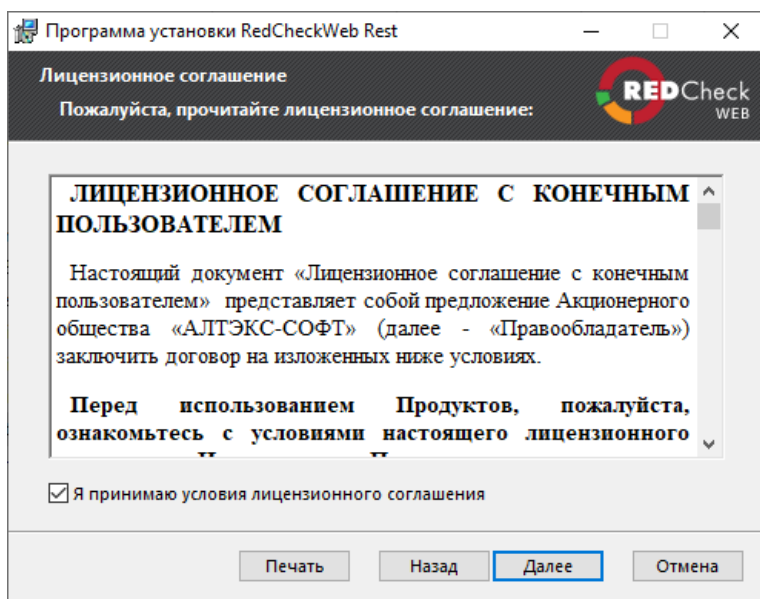 Программа установки RedCheckWeb Rest
Лицензионное соглашение
Пожалуйста, прочитайте лицензионное соглашение:
REDCheck
WEB
ЛИЦЕНЗИОННОЕ СОГЛАШЕНИЕ С КОНЕЧНЫМ
ПОЛЬЗОВАТЕЛЕМ
Настоящий документ «Лицензионное соглашение с конечным
пользователем» представляет собой предложение Акционерного
общества «АЛТЭКС-СОФТ» (далее - «Правообладатель»)
заключить договор на изложенных ниже условиях.
Перед использованием Продуктов, пожалуйста,
ознакомьтесь с условиями настоящего лицензионного
Я принимаю условия лицензионного соглашения
Печать Назад Далее Отмена